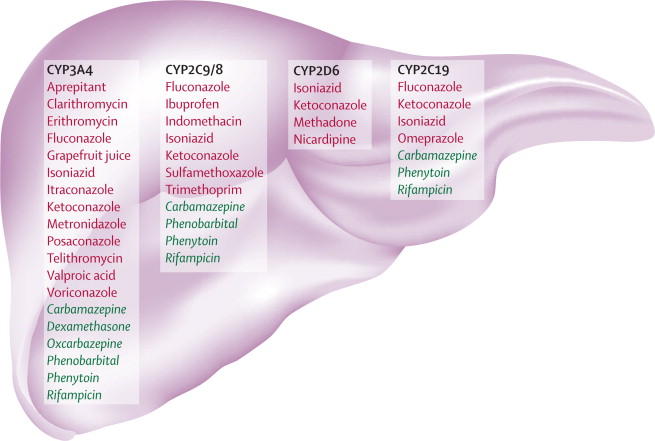 CYP3A4
Aprepitant
Clarithromycin
Erithromycin
Fluconazole
Grapefruit juice
Isoniazid
Itraconazole
Ketoconazole
Metronidazole
Posaconazole
Telithromycin
Valproic acid
Voriconazole
Carbamazepine
Dexamethasone
Oxcarbazepine
Phenobarbital
Phenytoin
Rifampicin
CYP2C9/8
Fluconazole
Ibuprofen
Indomethacin
Isoniazid
Ketoconazole
Sulfamethoxazole
Trimethoprim
Carbamazepine
Phenobarbital
Phenytoin
Rifampicin
CYP2D6
Isoniazid
Ketoconazole
Methadone
Nicardipine
CYP2C19
Fluconazole
Ketoconazole
Isoniazid
Omeprazole
Carbamazepine
Phenytoin
Rifampicin